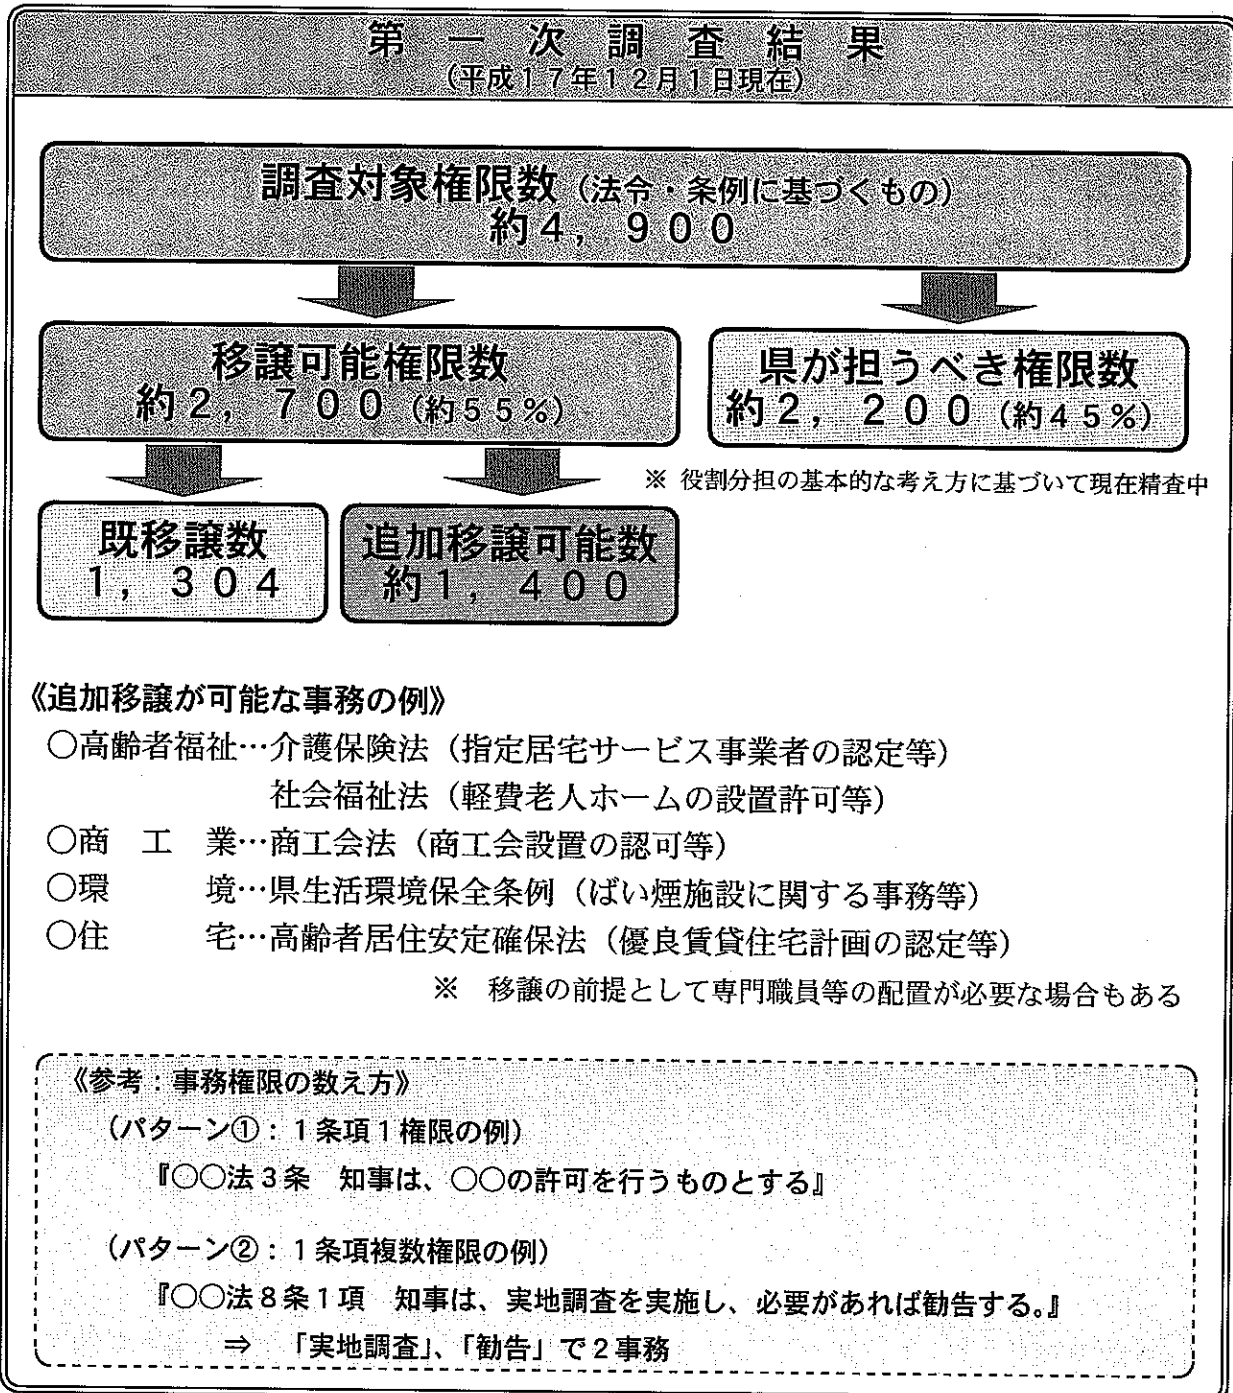 第一次調査結果
（平成１７年１２月１日現在）
調査対象権限数（法令・条例に基づくもの）
約４，９００
移譲可能権限数
約２，７００（約５５％）
県が担うべき権限数
約２，２００（約４５％）
※ 役割分担の基本的な考え方に基づいて現在精査中
既移譲数
１，３０４
追加移譲可能数
約１，４００
《追加移譲が可能な事務の例》
○高齢者福祉…介護保険法（指定居宅サービス事業者の認定等）
社会福祉法（軽費老人ホームの設置許可等）
○商　工　業…商工会法（商工会設置の認可等）
○環　　　境…県生活環境保全条例（ばい煙施設に関する事務等）
○住　　　宅…高齢者居住安定確保法（優良賃貸住宅計画の認定等）
※　移譲の前提として専門職員等の配置が必要な場合もある
《参考：事務権限の数え方》
（パターン①：１条項１権限の例）
『○○法３条　知事は、○○の許可を行うものとする』
（パターン②：１条項複数権限の例）
『○○法８条１項　知事は、実地調査を実施し、必要があれば勧告する。』
⇒　「実地調査」、「勧告」で２事務